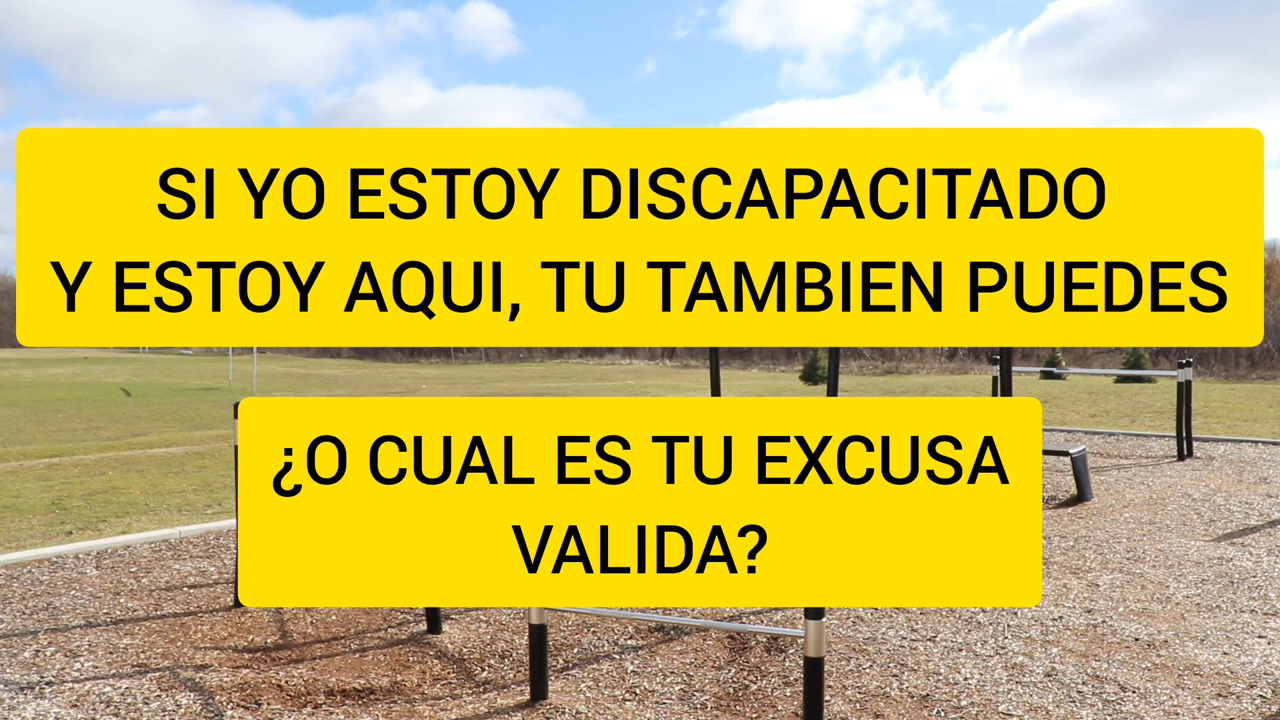 SI YO ESTOY DISCAPACITADO
Y ESTOY AQUI, TU TAMBIEN PUEDES
¿O CUAL ES TU EXCUSA
VALIDA?